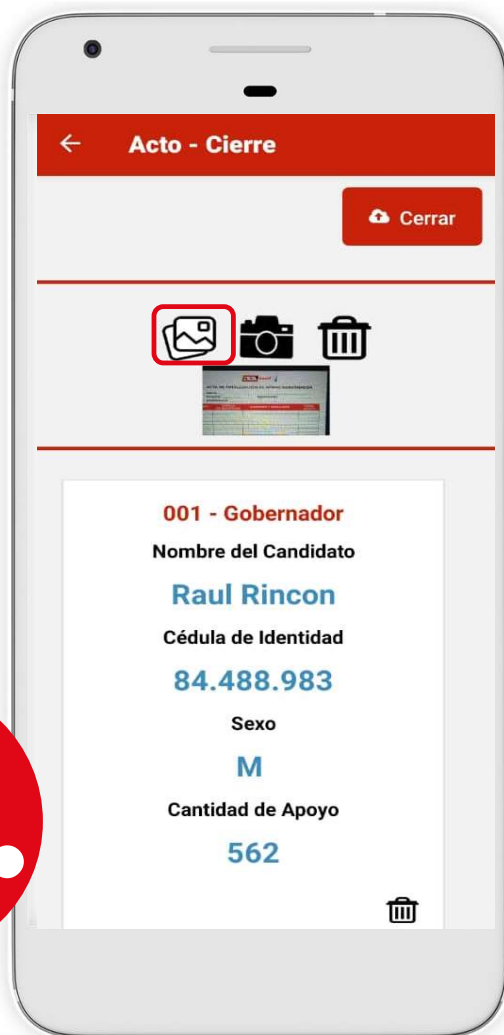 Acto - Cierre
Cerrar
001 - Gobernador
Nombre del Candidato
Raul Rincon
Cédula de Identidad
84.488.983
Sexo
M
Cantidad de Apoyo
562